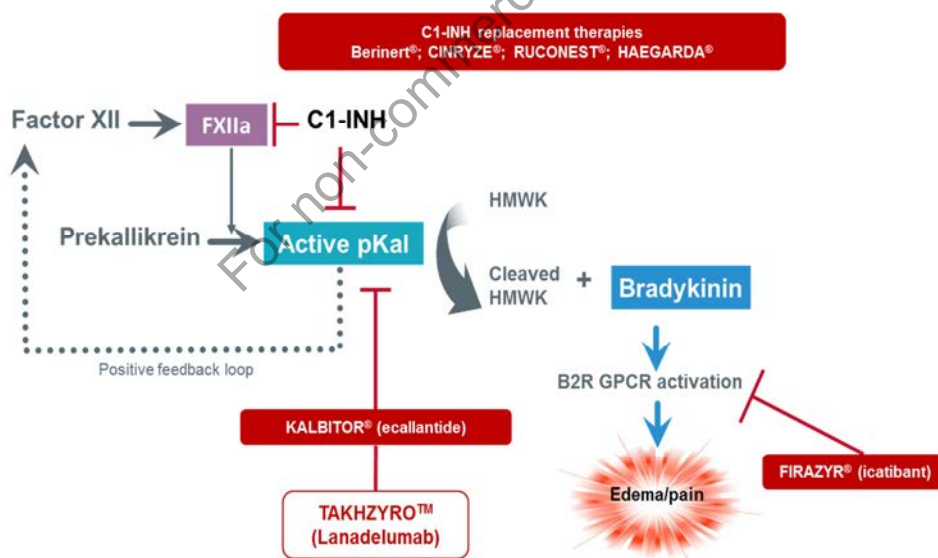 C1-INH replacement therapies
Berinert®; CINRYZE®; RUCONEST®; HAEGARDA®
Factor XII
FXIIa
C1-INH
Prekallikrein
Active pKal
HMWK
Cleaved
HMWK
+
Bradykinin
Positive feedback loop
B2R GPCR activation
KALBITOR® (ecallantide)
FIRAZYR® (icatibant)
Edema/pain
TAKHZYRO™
(Lanadelumab)
For non-commerc